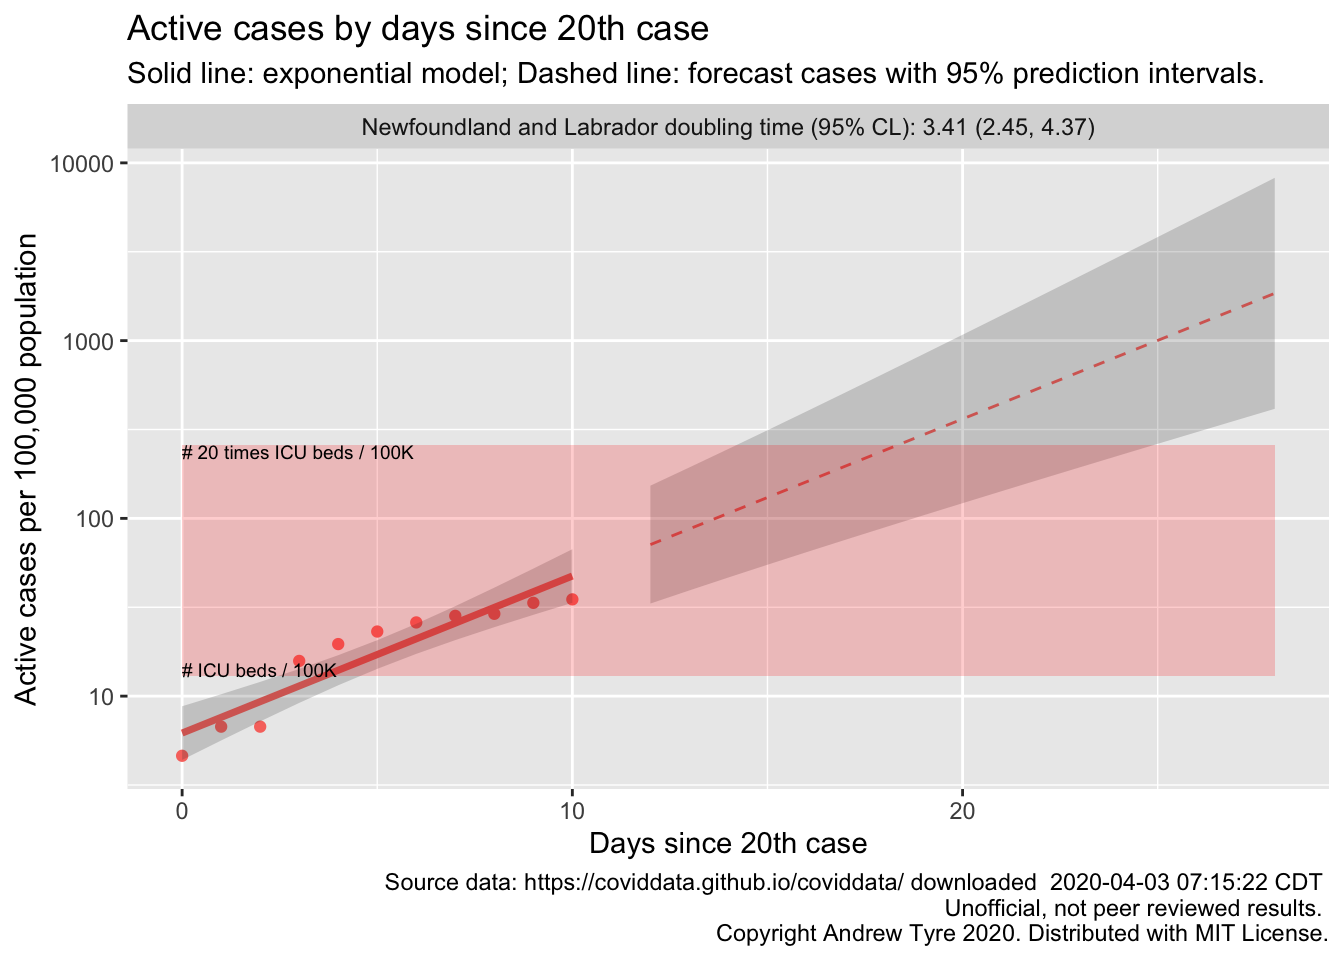 Active cases by days since 20th case
Solid line: exponential model; Dashed line: forecast cases with 95% prediction intervals.
Newfoundland and Labrador doubling time (95% CL): 3.41 (2.45, 4.37)
Active cases per 100,000 population
10000
1000
100
10
# 20 times ICU beds / 100K
# ICU beds / 100K
0
10
20
Days since 20th case
Source data: https://coviddata.github.io/coviddata/ downloaded  2020-04-03 07:15:22 CDT
Unofficial, not peer reviewed results.
Copyright Andrew Tyre 2020. Distributed with MIT License.